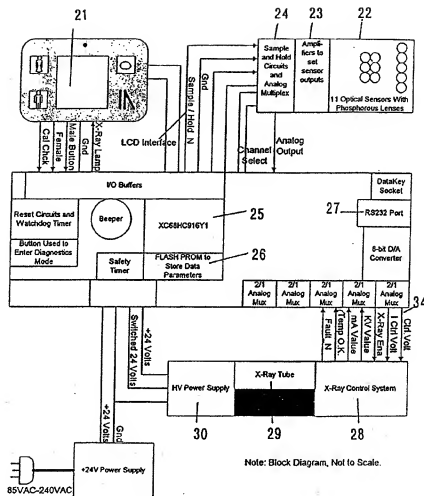 21
24
23
22
Sample and Hold Circuits and Analog Multiplex
Ampli-fiers to set sensor outputs
11 Optical Sensors With Phosphorous Lenses
Sample / Hold_N
Gnd
LCD Interface
Channel Select
Analog Output
Cal Chck
Female
Male Button
Gnd
X-Ray Lamp
I/O Buffers
DataKey Socket
27
RS232 Port
Reset Circuits and Watchdog Timer
Beeper
XC68HC916Y1
25
Button Used to Enter Diagnostics Mode
26
Safety Timer
FLASH PROM to Store Data Parameters
8-bit D/A Converter
2/1 Analog Mux
2/1 Analog Mux
2/1 Analog Mux
2/1 Analog Mux
2/1 Analog Mux
34
Fault_N
(Temp O.K.
mA Value
KV Value
X-Ray Ena
I Ctrl Volt
Ctrl Volt
+24 Volts
Switched 24 Volts
HV Power Supply
X-Ray Tube
X-Ray Control System
30
29
28
+24 Volts
Gnd
+24V Power Supply
85VAC-240VAC
Note: Block Diagram, Not to Scale.